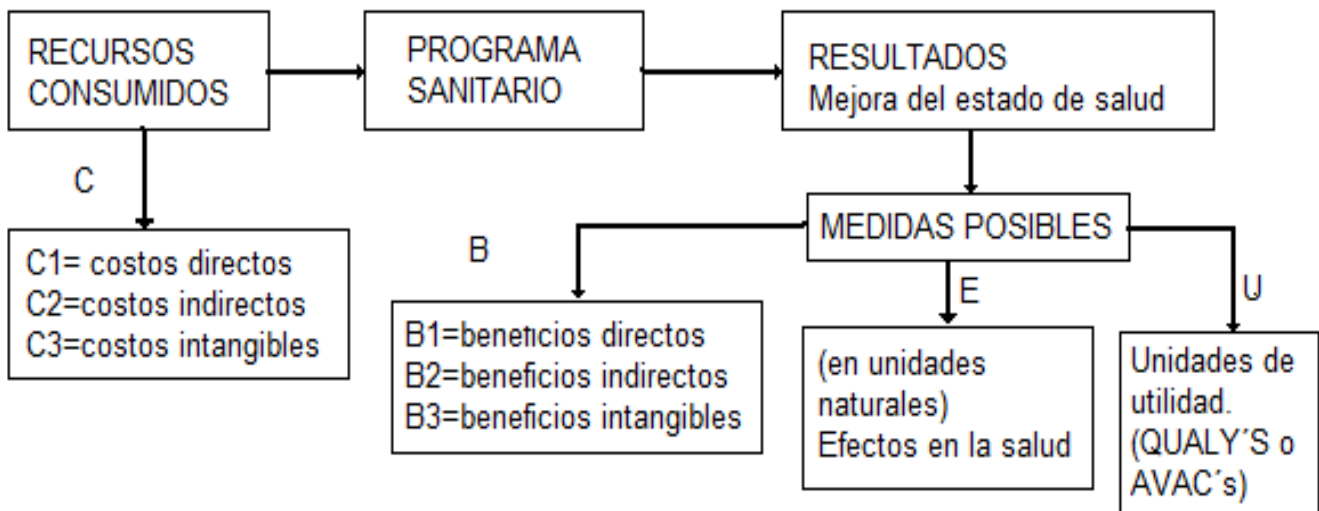 RECURSOS
CONSUMIDOS
PROGRAMA
SANITARIO
RESULTADOS
Mejora del estado de salud
C
C1= costos directos
C2=costos indirectos
C3=costos intangibles
MEDIDAS POSIBLES
B
B1=beneficios directos
B2=beneficios indirectos
B3=beneficios intangibles
E
(en unidades
naturales)
Efectos en la salud
U
Unidades de
utilidad.
(QUALY´S o
AVAC´s)